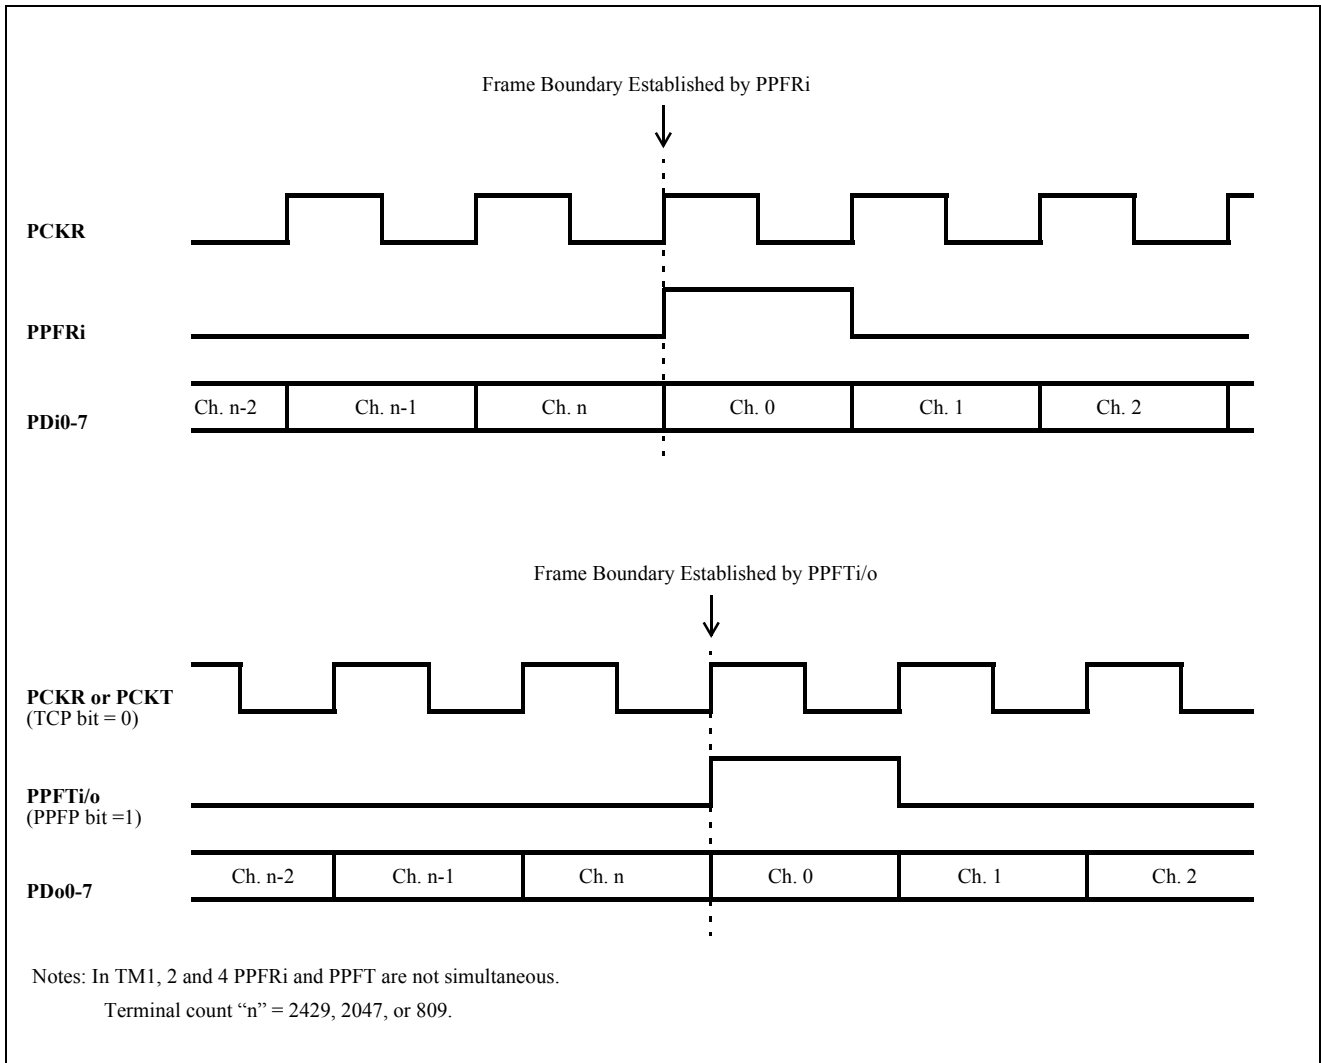 Frame Boundary Established by PPFRi
PCKR
PPFRi
PDi0-7
Ch. n-2 Ch. n-1 Ch. n Ch. 0 Ch. 1 Ch. 2
Frame Boundary Established by PPFTi/o
PCKR or PCKT
(TCP bit = 0)
PPFTi/o
(PPFP bit =1)
PDo0-7
Ch. n-2 Ch. n-1 Ch. n Ch. 0 Ch. 1 Ch. 2
Notes: In TM1, 2 and 4 PPFRi and PPFT are not simultaneous.
Terminal count “n” = 2429, 2047, or 809.